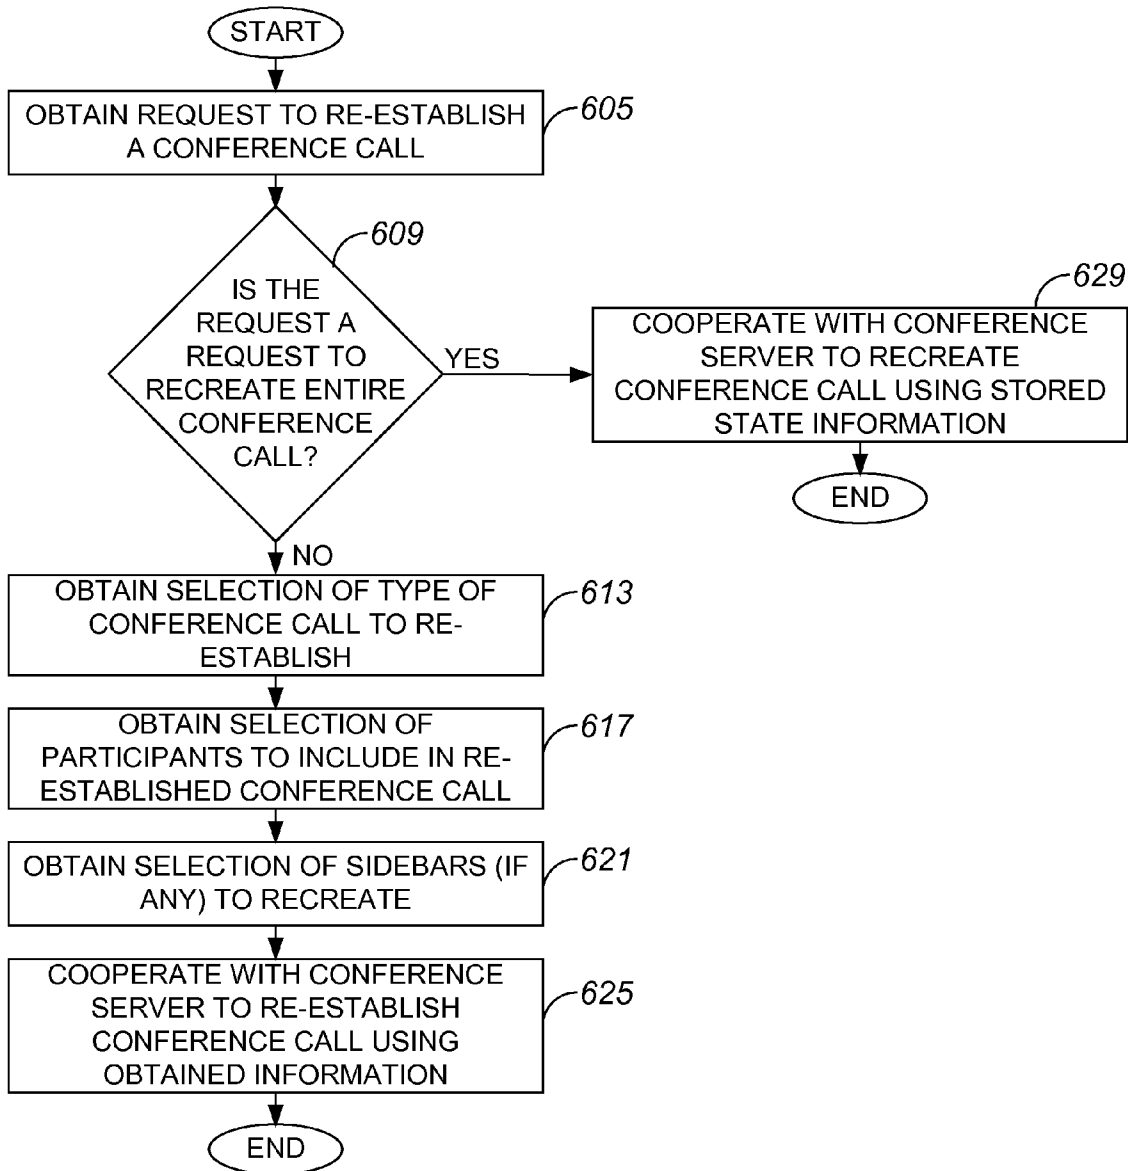 START
OBTAIN REQUEST TO RE-ESTABLISH
A CONFERENCE CALL
605
609
IS THE
REQUEST A
REQUEST TO
RECREATE ENTIRE
CONFERENCE
CALL?
YES
629
COOPERATE WITH CONFERENCE
SERVER TO RECREATE
CONFERENCE CALL USING STORED
STATE INFORMATION
END
NO
OBTAIN SELECTION OF TYPE OF
CONFERENCE CALL TO RE-
ESTABLISH
613
OBTAIN SELECTION OF
PARTICIPANTS TO INCLUDE IN RE-
ESTABLISHED CONFERENCE CALL
617
OBTAIN SELECTION OF SIDEBARS (IF
ANY) TO RECREATE
621
COOPERATE WITH CONFERENCE
SERVER TO RE-ESTABLISH
CONFERENCE CALL USING
OBTAINED INFORMATION
625
END